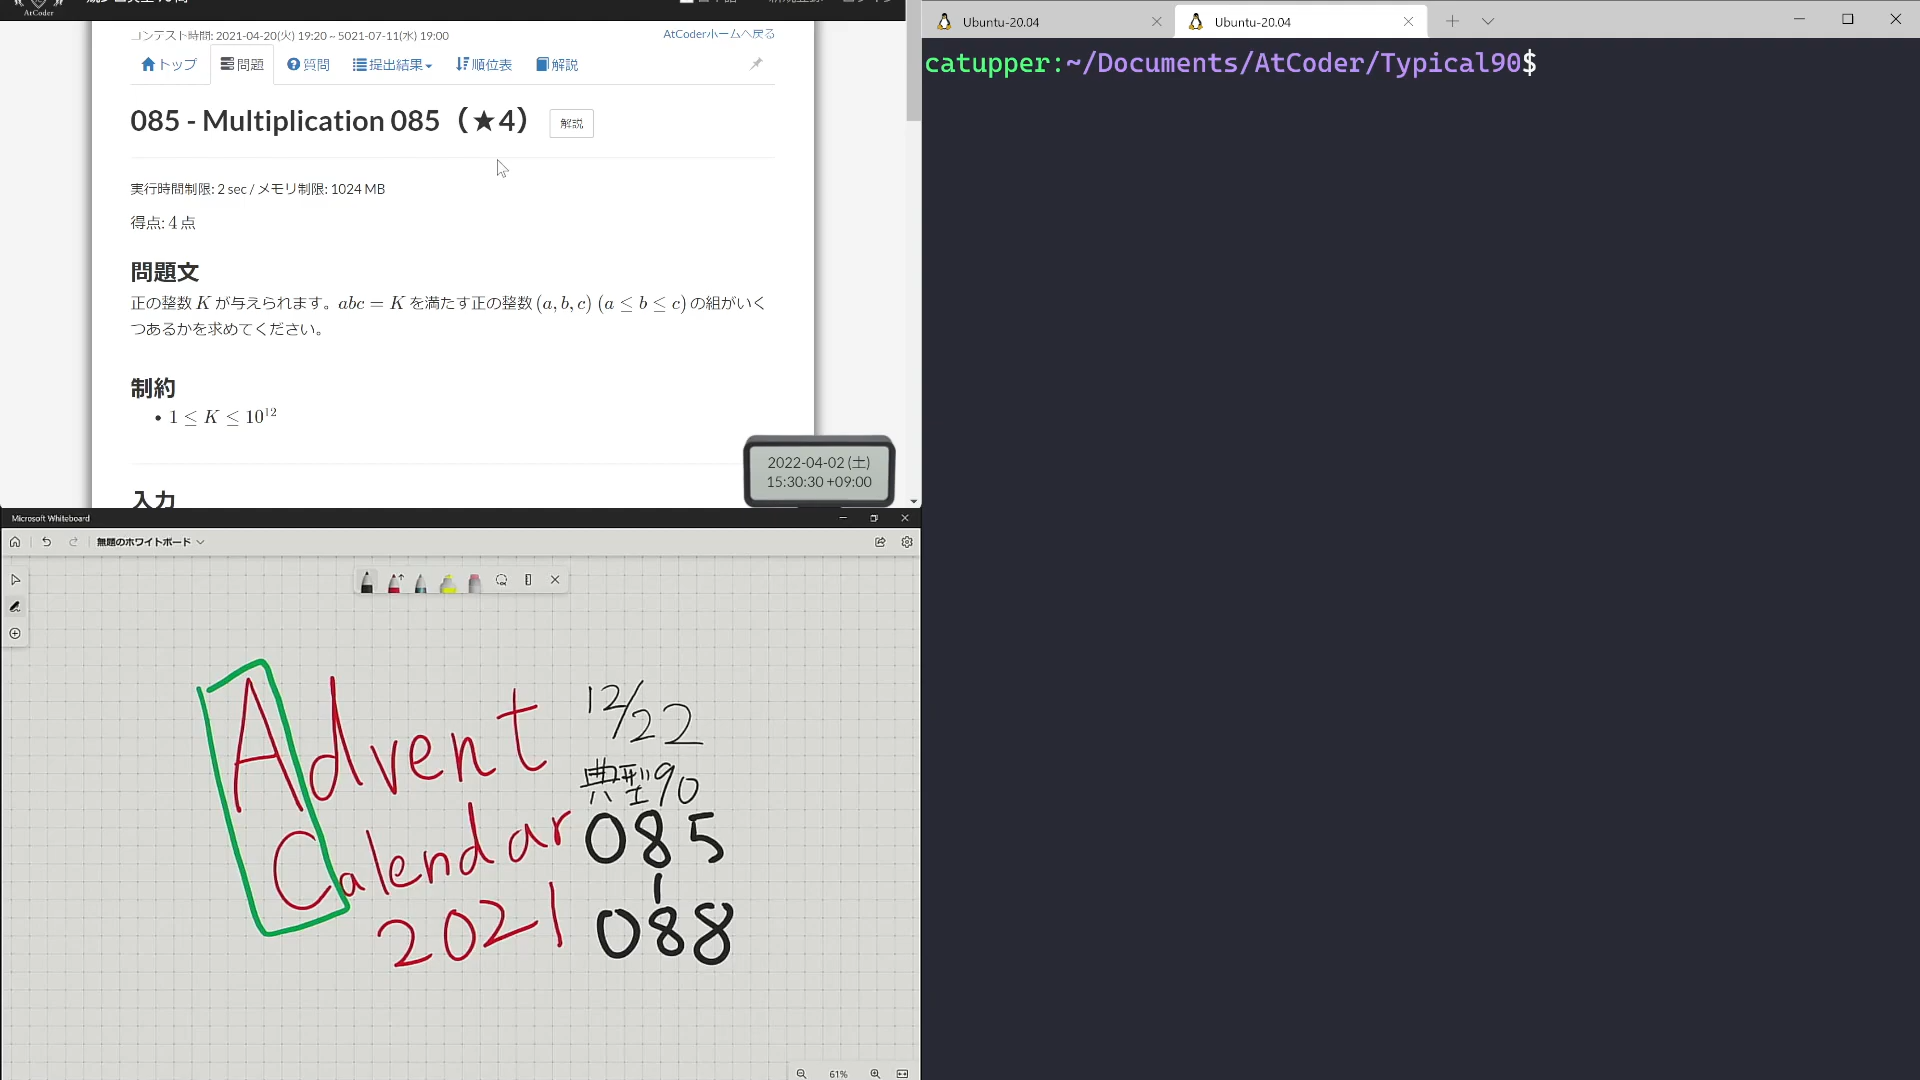 AtCoder
コンテスト時間: 2021-04-20(火) 19:20 ~ 5021-07-11(水) 19:00
AtCoderホームへ戻る
トップ
問題
質問
提出結果
順位表
解説
085 - Multiplication 085（★4）
解説
実行時間制限: 2 sec / メモリ制限: 1024 MB
得点: 4 点
問題文
正の整数 K が与えられます。abc = K を満たす正の整数 (a, b, c) (a ≤ b ≤ c) の組がいく
つあるかを求めてください。
制約
• 1 ≤ K ≤ 10¹²
入力
2022-04-02 (土)
15:30:30 +09:00
Microsoft Whiteboard
無題のホワイトボード
Advent
Calendar
2021
12/22
典型90
085
|
088
61%
Ubuntu-20.04
Ubuntu-20.04
catupper:~/Documents/AtCoder/Typical90$